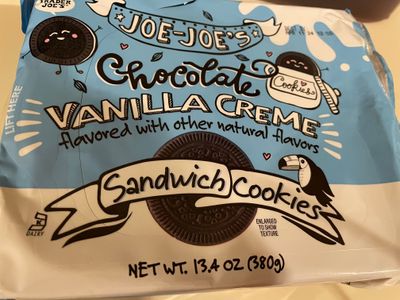 TRADER JOE'S
JOE-JOE'S
Chocolate
Cookies
VANILLA CREME
flavored with other natural flavors
LIFT HERE
Sandwich Cookies
DAIRY
ENLARGED
TO SHOW
TEXTURE
NET WT. 13.4 OZ (380g)